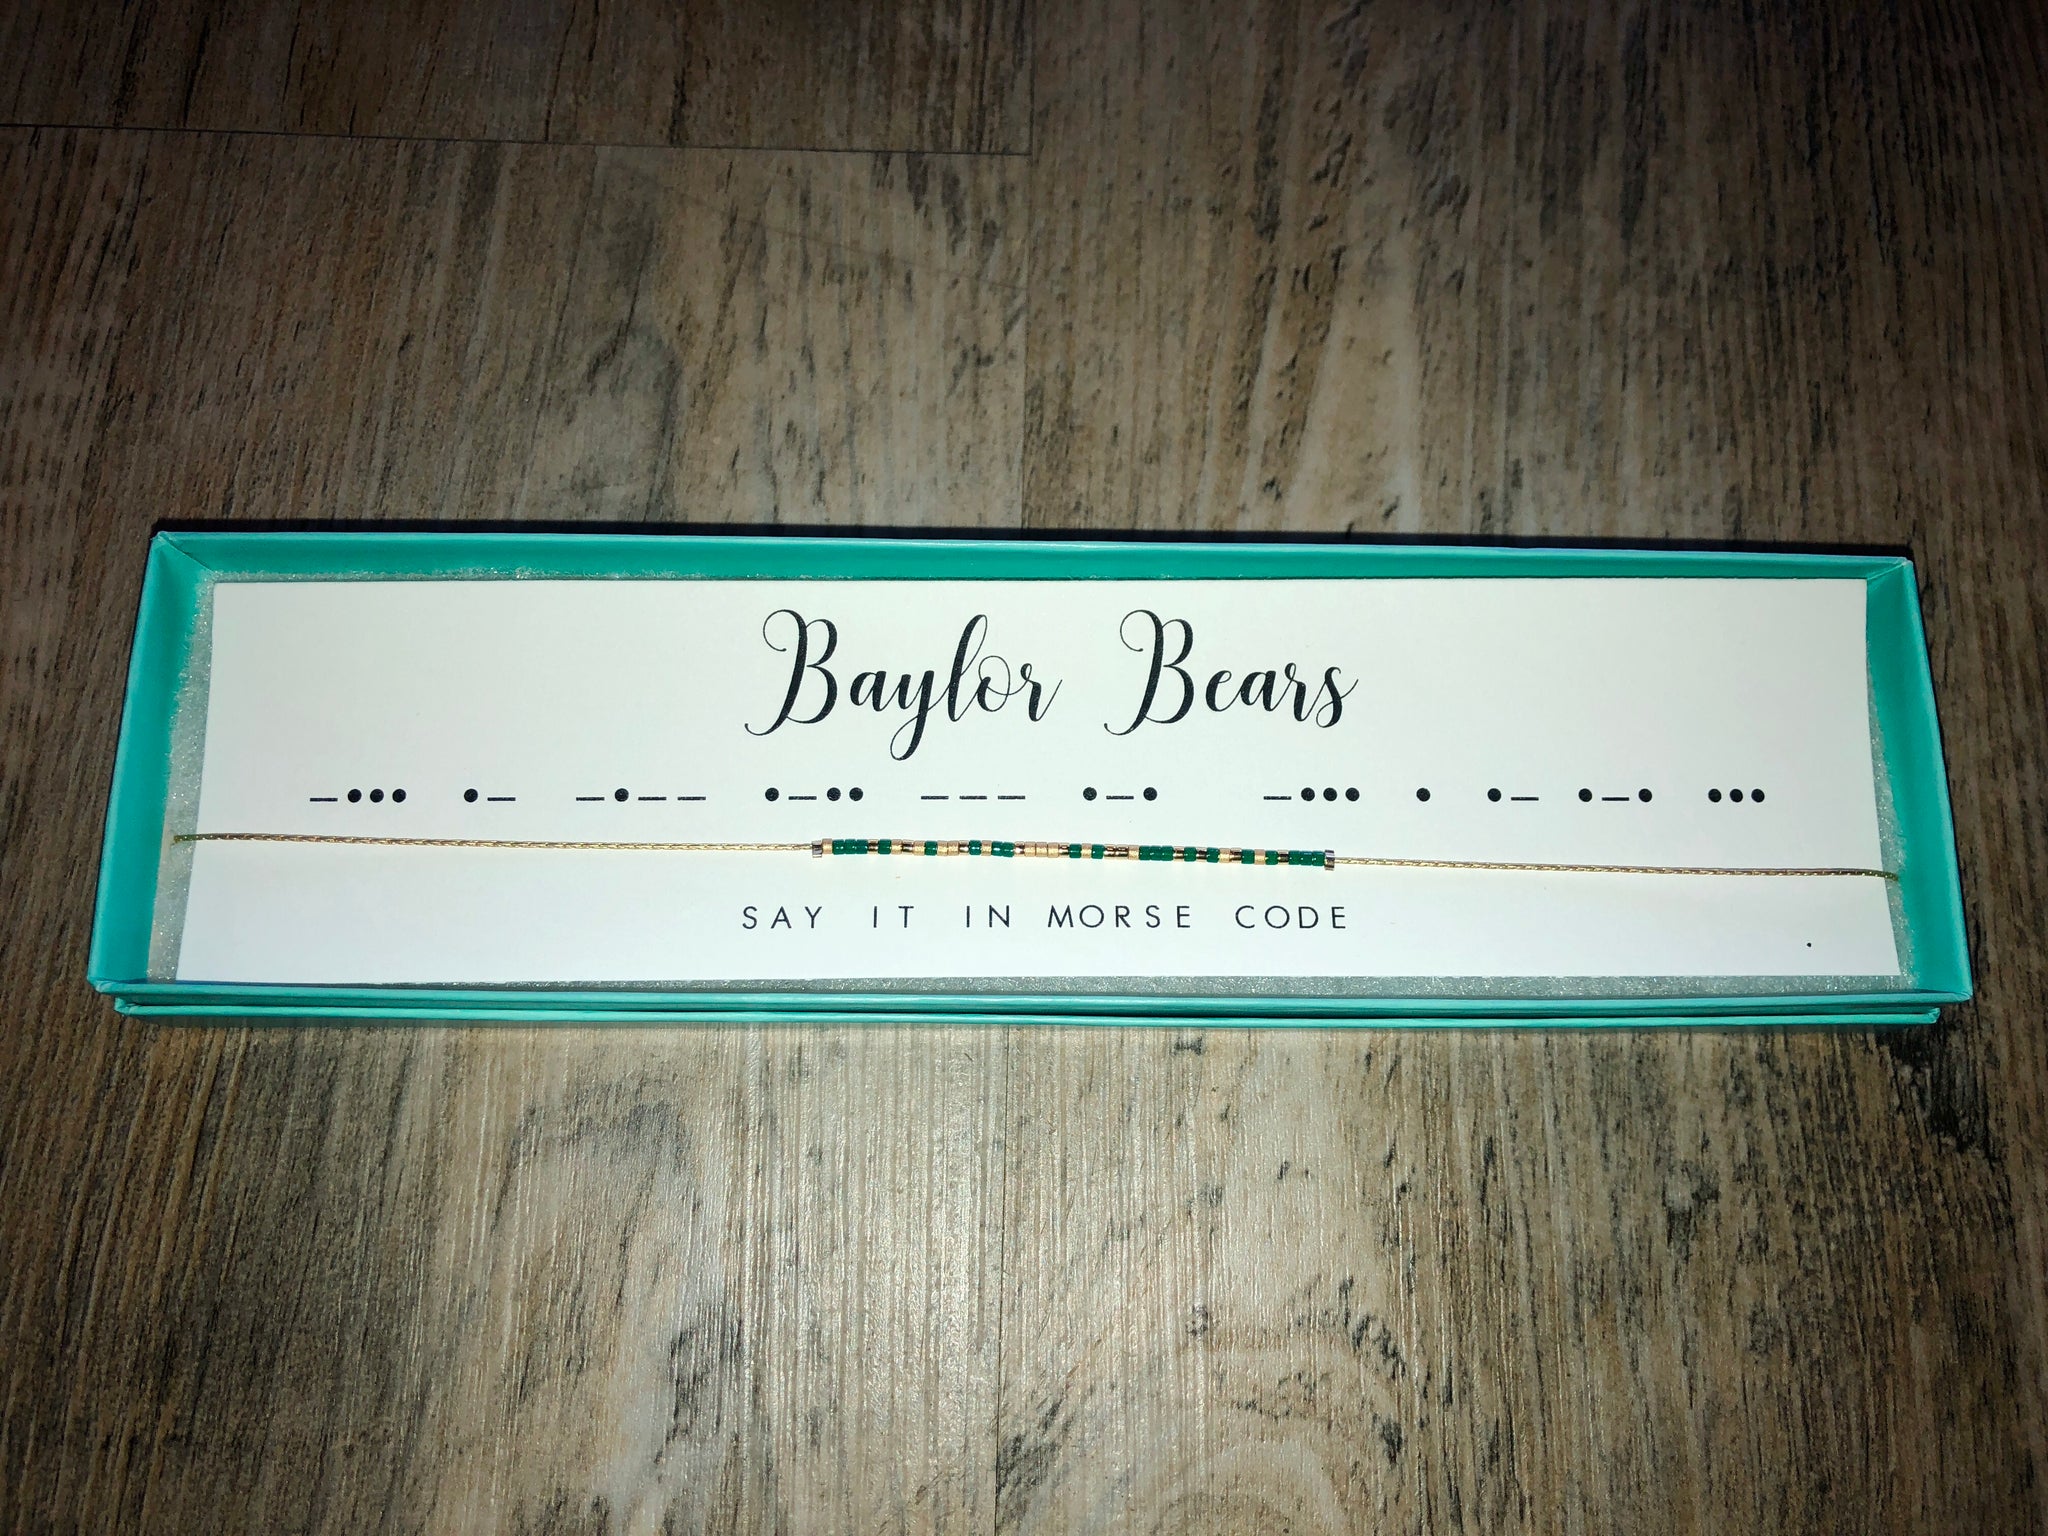 Baylor Bears
—••• •— —•—— •—•• ——— •—• —••• • •— •—• •••
SAY IT IN MORSE CODE